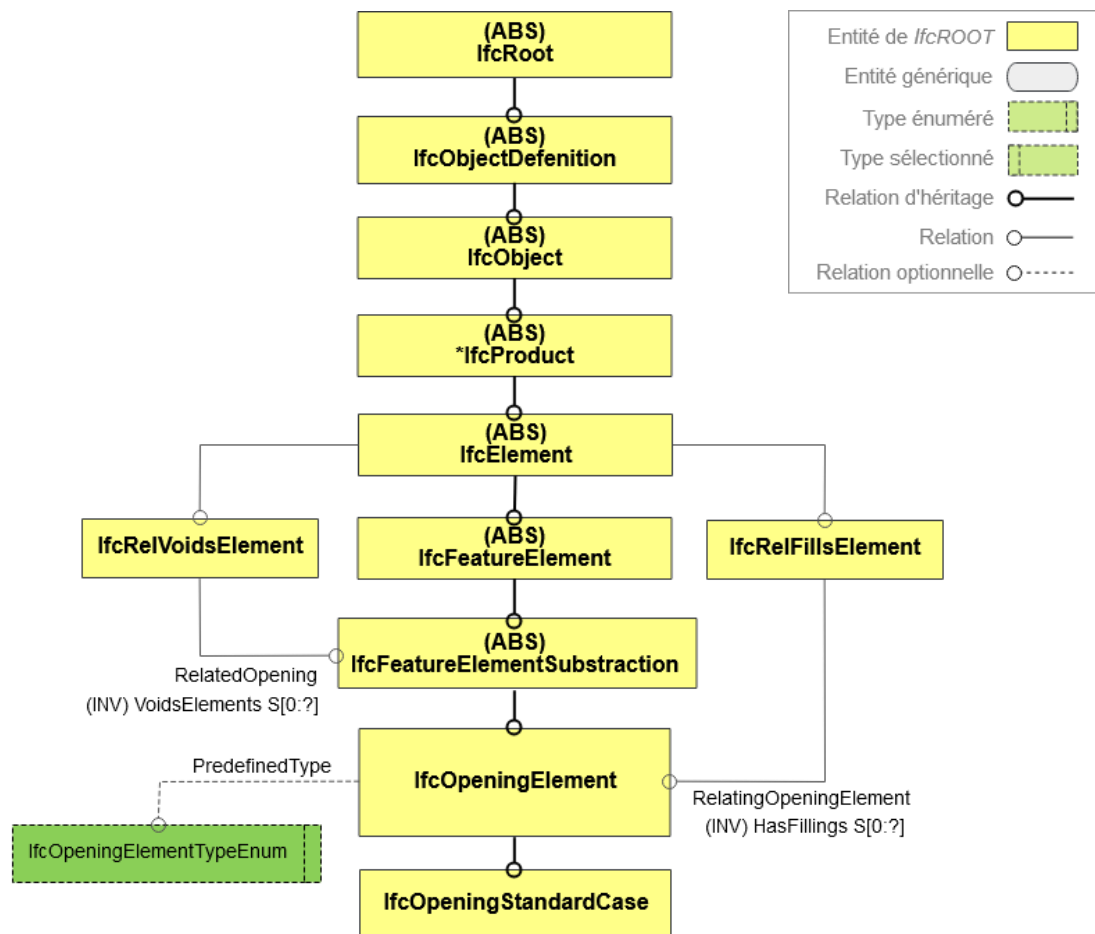 (ABS)
IfcRoot
Entité de IfcROOT
Entité générique
Type énuméré
Type sélectionné
Relation d'héritage
Relation
Relation optionnelle
(ABS)
IfcObjectDefenition
(ABS)
IfcObject
(ABS)
*IfcProduct
(ABS)
IfcElement
IfcRelVoidsElement
(ABS)
IfcFeatureElement
IfcRelFillsElement
(ABS)
IfcFeatureElementSubstraction
RelatedOpening
(INV) VoidsElements S[0:?]
PredefinedType
IfcOpeningElement
RelatingOpeningElement
(INV) HasFillings S[0:?]
IfcOpeningElementTypeEnum
IfcOpeningStandardCase